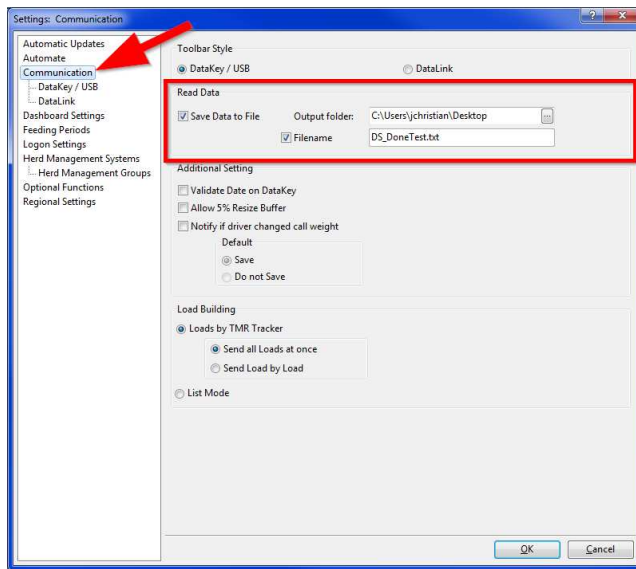 Settings: Communication
Automatic Updates
Automate
Communication
DataKey / USB
DataLink
Dashboard Settings
Feeding Periods
Logon Settings
Herd Management Systems
Herd Management Groups
Optional Functions
Regional Settings
Toolbar Style
DataKey / USB
DataLink
Read Data
Save Data to File
Output folder:
C:\Users\jchristian\Desktop
...
Filename
DS_DoneTest.txt
Additional Setting
Validate Date on DataKey
Allow 5% Resize Buffer
Notify if driver changed call weight
Default
Save
Do not Save
Load Building
Loads by TMR Tracker
Send all Loads at once
Send Load by Load
List Mode
OK
Cancel